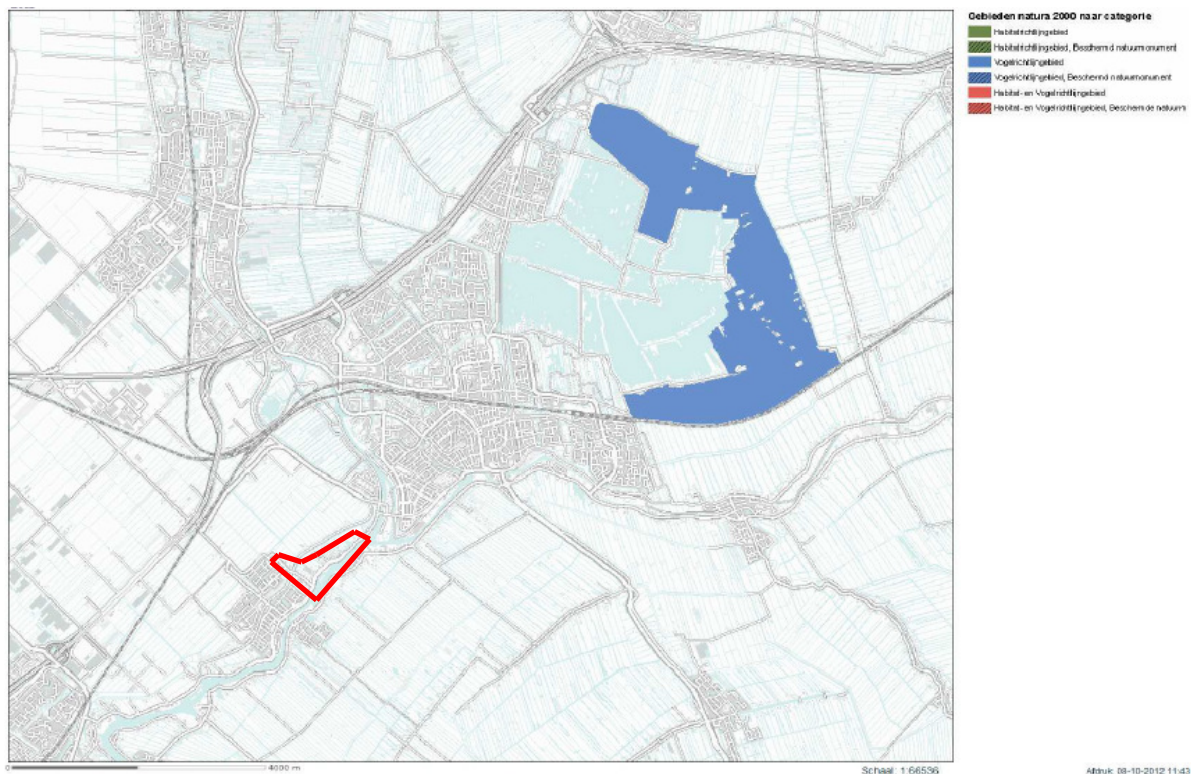 Gebieden natura 2000 naar categorie
Habitatrichtlijngebied
Habitatrichtlijngebied, Beschermd natuurmonument
Vogelrichtlijngebied
Vogelrichtlijngebied, Beschermd natuurmonument
Habitat- en Vogelrichtlijngebied
Habitat- en Vogelrichtlijngebied, Beschermde natuurm
0 4000 m
Schaal: 1:66536
Afdruk: 08-10-2012 11:43